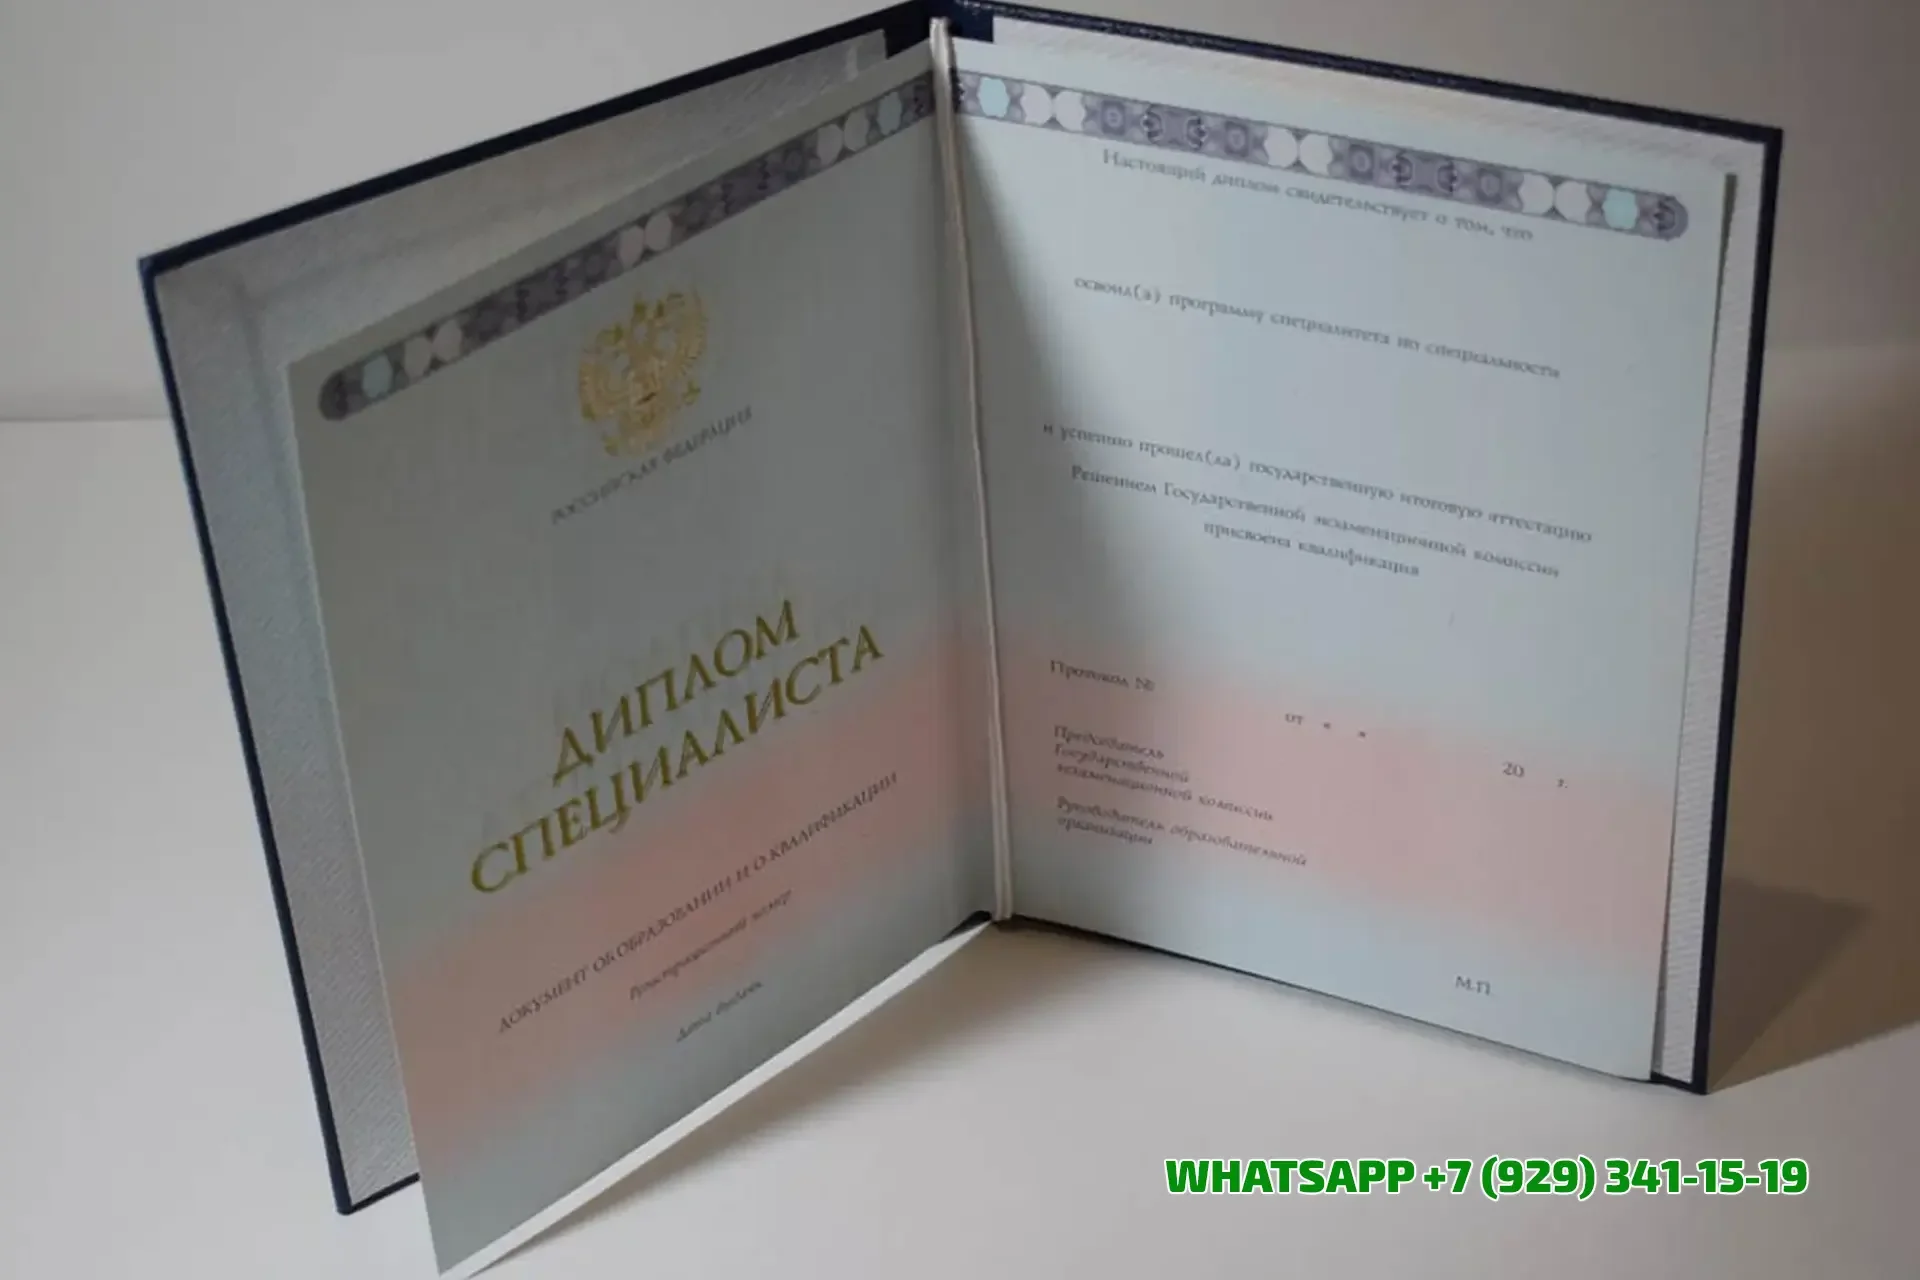 РОССИЙСКАЯ ФЕДЕРАЦИЯ
ДИПЛОМ
СПЕЦИАЛИСТА
ДОКУМЕНТ ОБ ОБРАЗОВАНИИ И О КВАЛИФИКАЦИИ
Регистрационный номер
Дата выдачи
Настоящий диплом свидетельствует о том, что
освоил(а) программу специалитета по специальности
и успешно прошел(ла) государственную итоговую аттестацию
Решением Государственной экзаменационной комиссии
присвоена квалификация
Протокол №
от « »
20 г.
Председатель
Государственной
экзаменационной комиссии
Руководитель образовательной
организации
М.П.
WHATSAPP +7 (929) 341-15-19